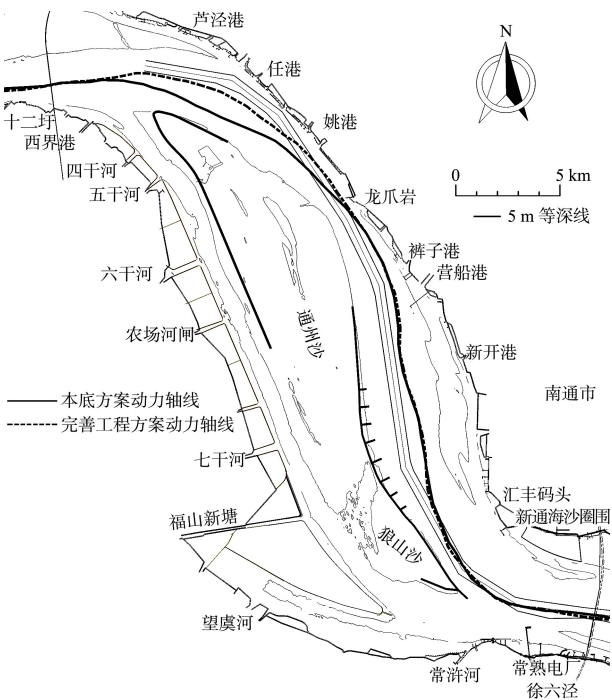 芦泾港
任港
N
姚港
十二圩
西界港
四干河
五干河
0 5 km
龙爪岩
5 m 等深线
裤子港
营船港
六干河
通州沙
农场河闸
新开港
南通市
本底方案动力轴线
完善工程方案动力轴线
七干河
汇丰码头
新通海沙圈围
福山新塘
狼山沙
望虞河
常浒河
常熟电厂
徐六泾